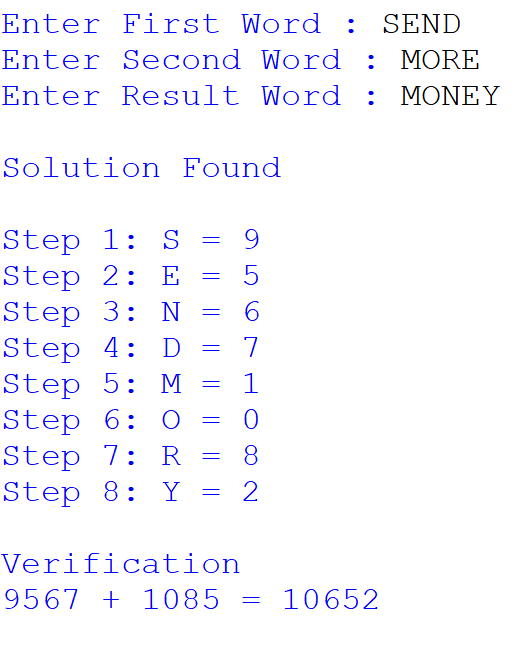 Enter First Word : SEND
Enter Second Word : MORE
Enter Result Word : MONEY
Solution Found
Step 1: S = 9
Step 2: E = 5
Step 3: N = 6
Step 4: D = 7
Step 5: M = 1
Step 6: O = 0
Step 7: R = 8
Step 8: Y = 2
Verification
9567 + 1085 = 10652